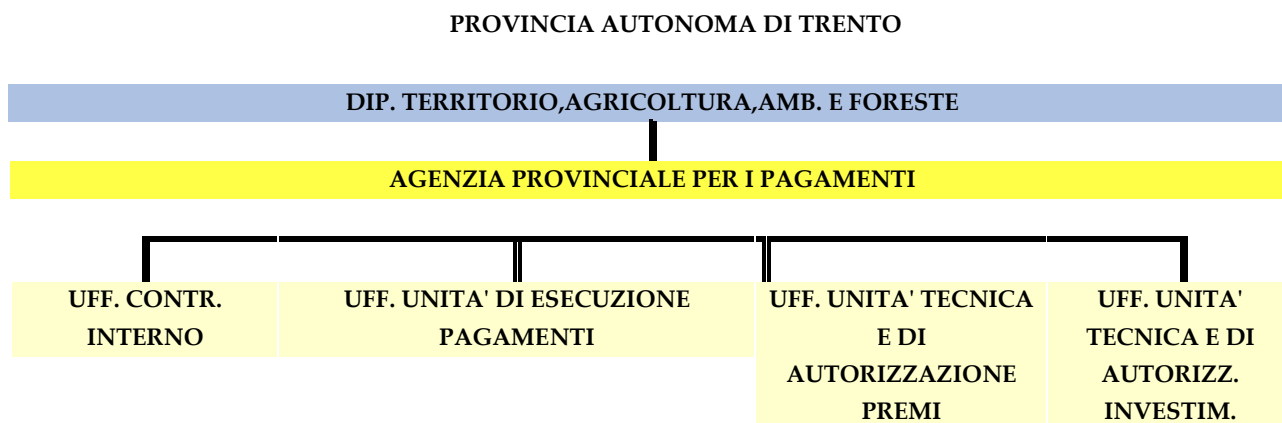 PROVINCIA AUTONOMA DI TRENTO
DIP. TERRITORIO,AGRICOLTURA,AMB. E FORESTE
AGENZIA PROVINCIALE PER I PAGAMENTI
UFF. CONTR.
INTERNO
UFF. UNITA' DI ESECUZIONE
PAGAMENTI
UFF. UNITA' TECNICA
E DI
AUTORIZZAZIONE
PREMI
UFF. UNITA'
TECNICA E DI
AUTORIZZ.
INVESTIM.